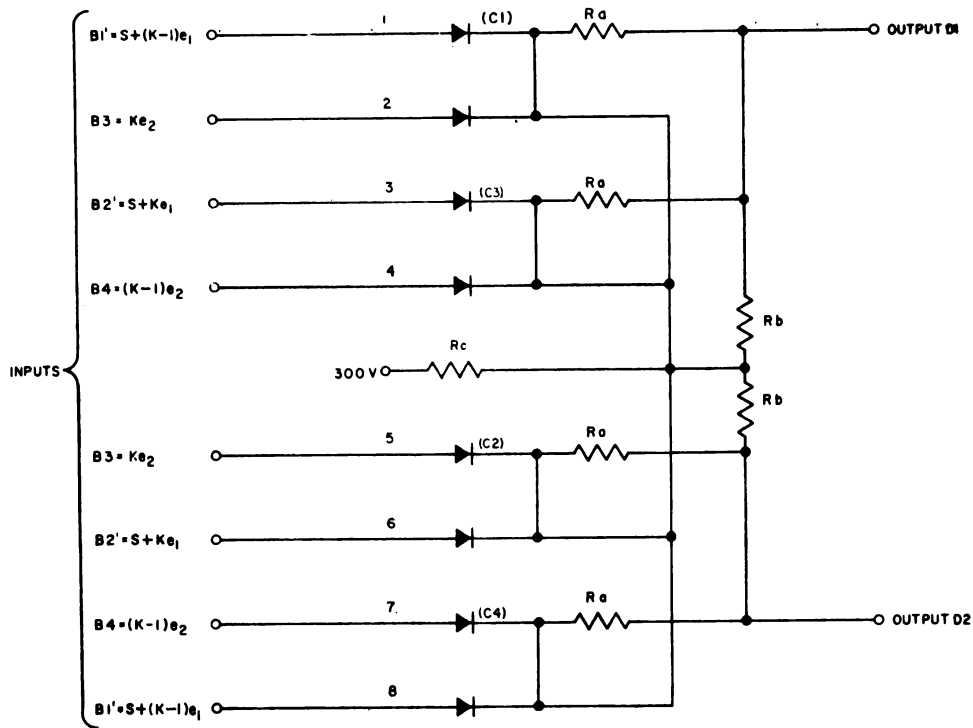 1 (C1) Ra
B1'=S+(K-1)e₁ OUTPUT D1
2
B3=Ke₂
3 (C3) Ra
B2'=S+Ke₁
4
B4=(K-1)e₂
Rb
Rc
INPUTS 300V
Rb
5 (C2) Ra
B3=Ke₂
6
B2'=S+Ke₁
7 (C4) Ra
B4=(K-1)e₂ OUTPUT D2
8
B1'=S+(K-1)e₁